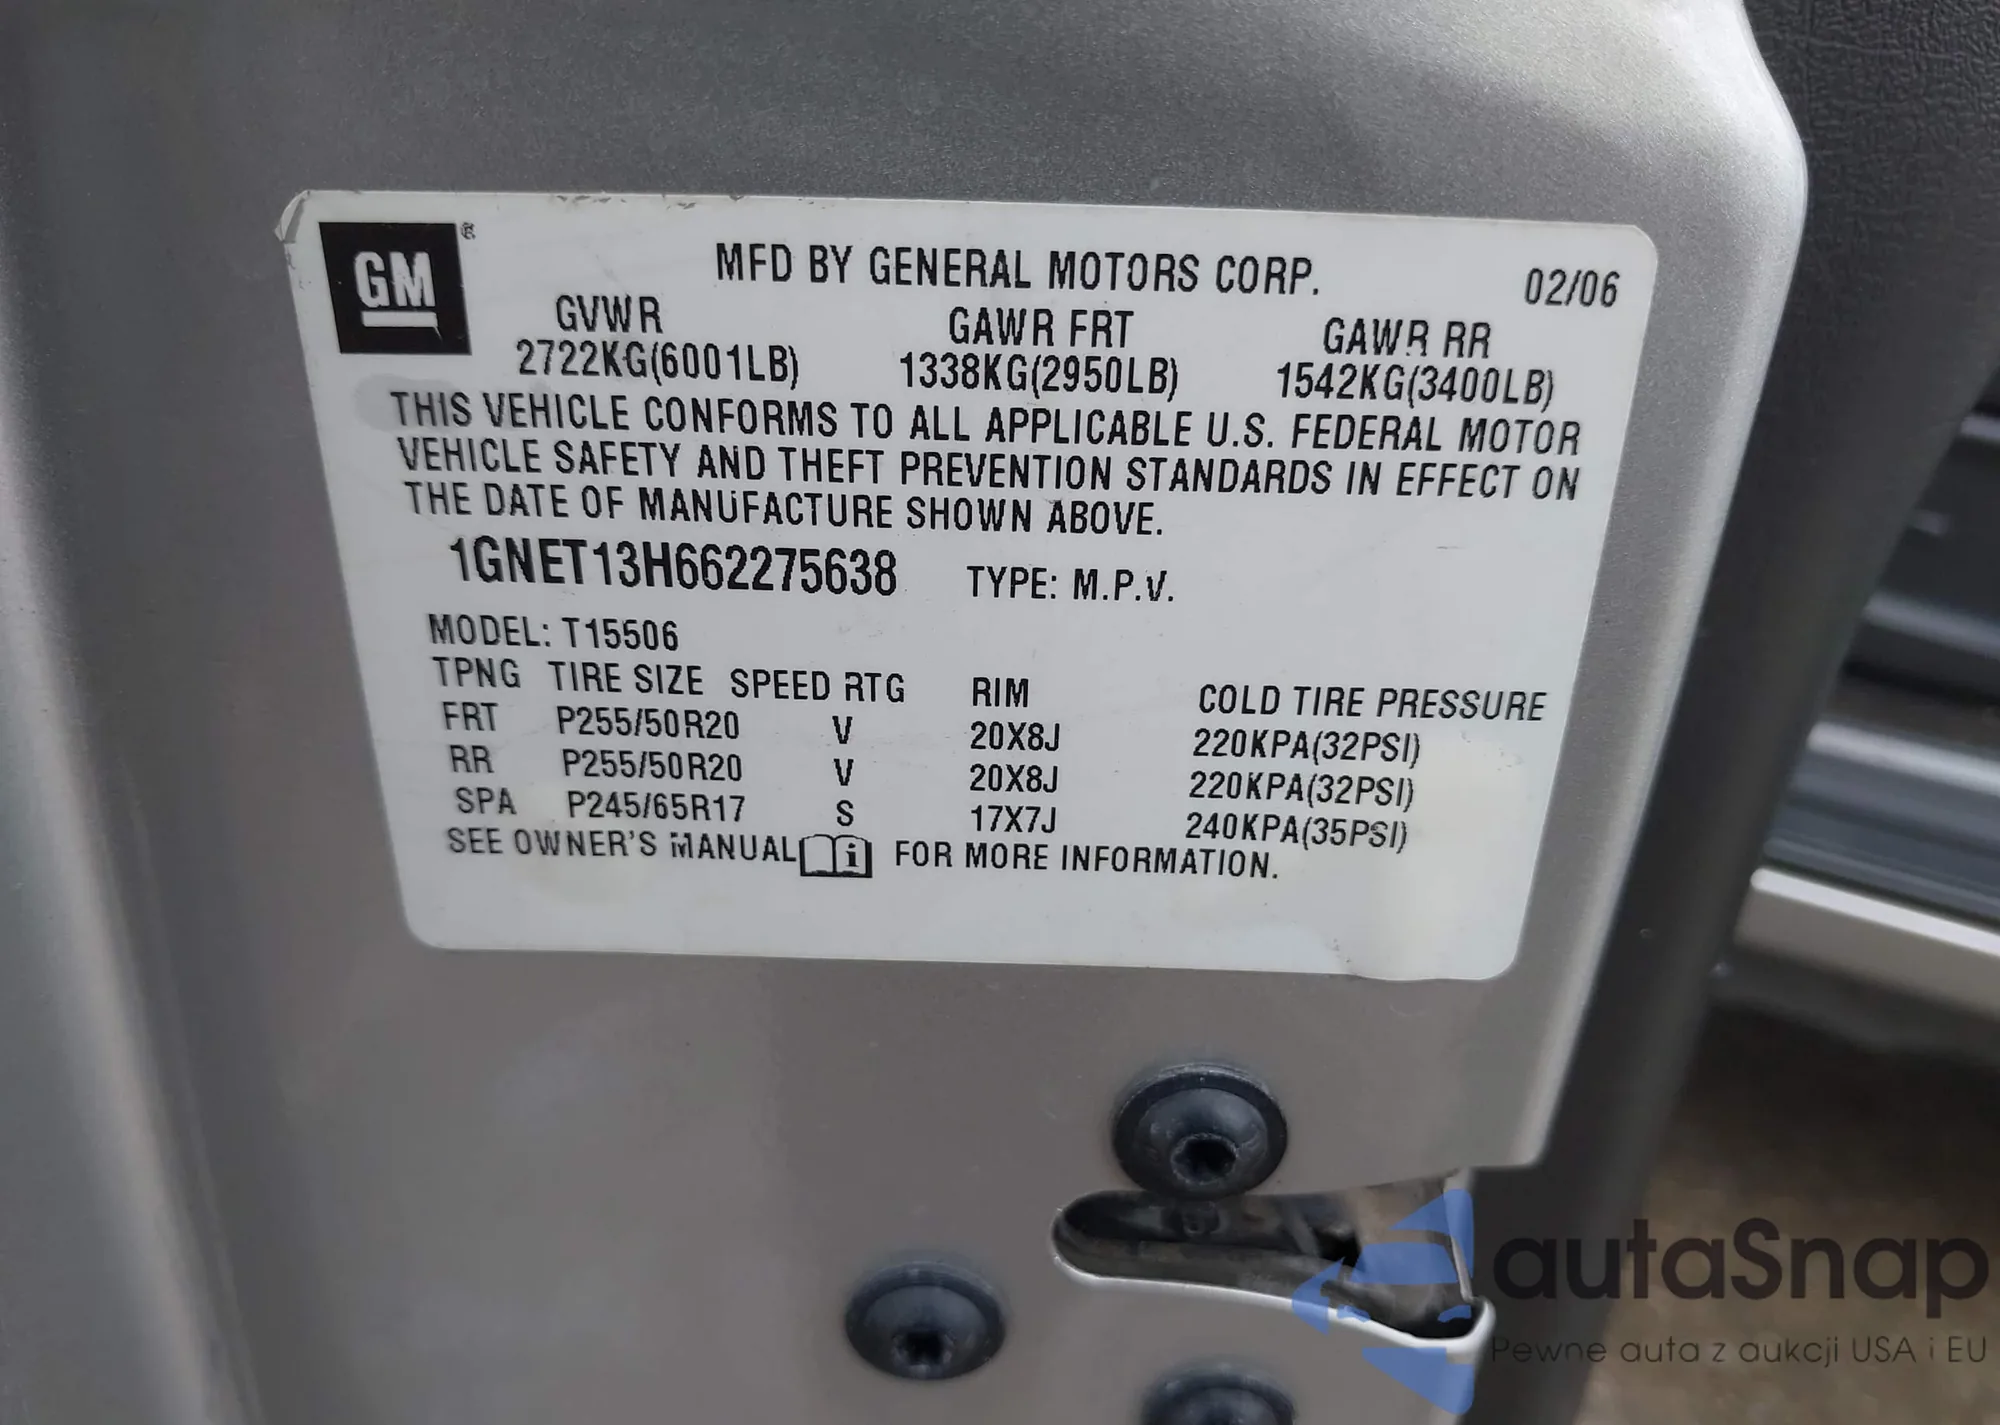 GM ®
MFD BY GENERAL MOTORS CORP. 02/06
GVWR GAWR FRT GAWR RR
2722KG(6001LB) 1338KG(2950LB) 1542KG(3400LB)
THIS VEHICLE CONFORMS TO ALL APPLICABLE U.S. FEDERAL MOTOR
VEHICLE SAFETY AND THEFT PREVENTION STANDARDS IN EFFECT ON
THE DATE OF MANUFACTURE SHOWN ABOVE.
1GNET13H662275638 TYPE: M.P.V.
MODEL: T15506
TPNG TIRE SIZE SPEED RTG RIM COLD TIRE PRESSURE
FRT P255/50R20 V 20X8J 220KPA(32PSI)
RR P255/50R20 V 20X8J 220KPA(32PSI)
SPA P245/65R17 S 17X7J 240KPA(35PSI)
SEE OWNER'S MANUAL i FOR MORE INFORMATION.
autaSnap
Pewne auta z aukcji USA i EU